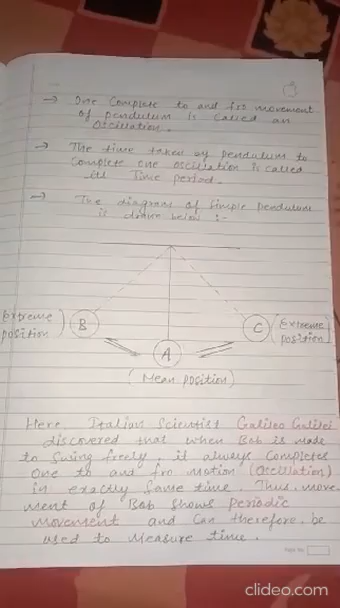 → One Complete to and fro movement
of pendulum is called an
Oscillation.
→ The time taken by pendulum to
Complete one oscillation is called
its Time period.
→ The diagram of simple pendulum
is drawn below :-
(Extreme position) B
C (Extreme position)
A
(Mean position)
Here, Italian Scientist Galileo Galilei
discovered that when Bob is made
to Swing freely, it always completes
One to and fro motion (Oscillation)
in exactly same time. Thus, move-
ment of Bob shows Periodic
movement and can therefore, be
used to Measure time.
Page No.
clideo.com